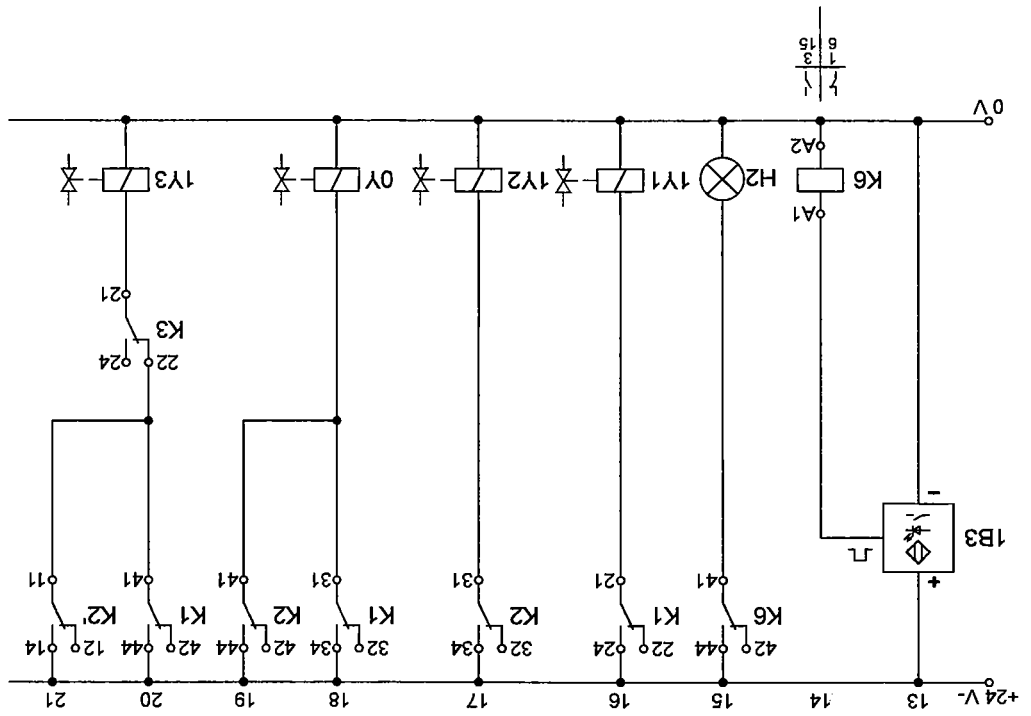 +24 V 13 14 15 16 17 18 19 20 21
42 44 22 24 32 34 32 34 42 44 42 44 12 14
+ K6 K1 K2 K1 K2 K1 K2'
41 21 31 31 41 41 11
1B3
-
22 24
K3
21
A1
K6 H2 1Y1 1Y2 0Y 1Y3
A2
0 V
1 3
6 15